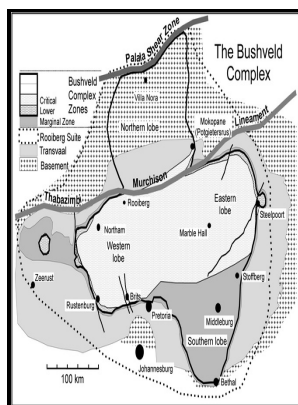 The Bushveld
Complex
Palala Shear Zone
Villa Nora
Northern lobe
Mokopane
(Potgietersrus)
Bushveld
Complex
Zones
Critical
Lower
Marginal Zone
Rooiberg Suite
Transvaal
Basement
Thabazimbi
Murchison
Lineament
Rooiberg
Eastern
lobe
Steelpoort
Northam
Marble Hall
Western
lobe
Zeerust
Stoffberg
Rustenburg
Brits
Pretoria
Middleburg
Southern lobe
Johannesburg
Bethal
100 km